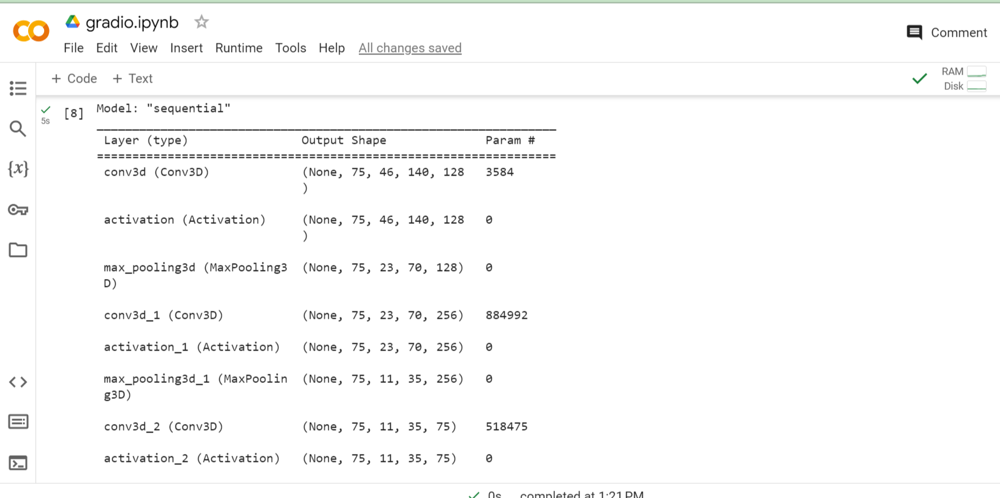 gradio.ipynb
Comment
File Edit View Insert Runtime Tools Help All changes saved
+ Code + Text
RAM
Disk
5s
[8]
Model: "sequential"
_________________________________________________________________
Layer (type) Output Shape Param #
=================================================================
conv3d (Conv3D) (None, 75, 46, 140, 128 3584
)
activation (Activation) (None, 75, 46, 140, 128 0
)
max_pooling3d (MaxPooling3 (None, 75, 23, 70, 128) 0
D)
conv3d_1 (Conv3D) (None, 75, 23, 70, 256) 884992
activation_1 (Activation) (None, 75, 23, 70, 256) 0
max_pooling3d_1 (MaxPoolin (None, 75, 11, 35, 256) 0
g3D)
conv3d_2 (Conv3D) (None, 75, 11, 35, 75) 518475
activation_2 (Activation) (None, 75, 11, 35, 75) 0
{x}
0s completed at 1:21 PM